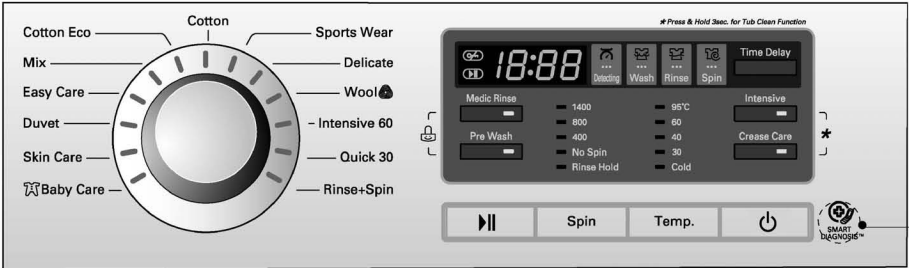 Cotton
Cotton Eco
Sports Wear
Mix
Delicate
Easy Care
Wool
Duvet
Intensive 60
Skin Care
Quick 30
Baby Care
Rinse+Spin
* Press & Hold 3sec. for Tub Clean Function
18:88
Detecting
Wash
Rinse
Spin
Time Delay
Medic Rinse
Pre Wash
1400
800
400
No Spin
Rinse Hold
95°C
60
40
30
Cold
Intensive
Crease Care
*
Spin
Temp.
SMART
DIAGNOSIS™